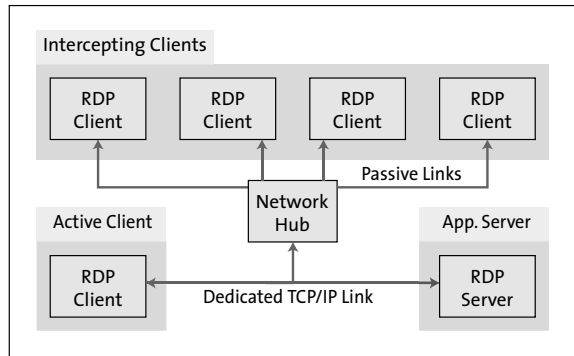 Intercepting Clients
RDP
Client
RDP
Client
RDP
Client
RDP
Client
Passive Links
Network
Hub
Active Client
App. Server
RDP
Client
Dedicated TCP/IP Link
RDP
Server